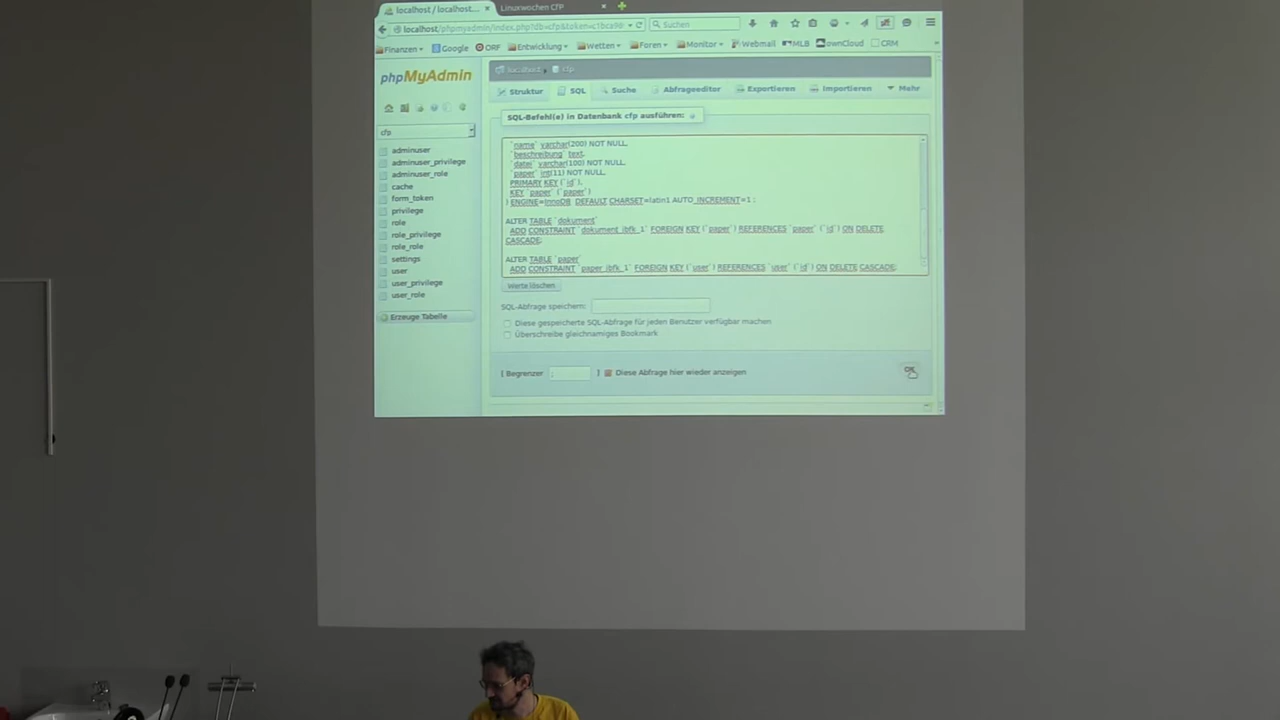 localhost / localhost...
Linuxwochen CFP
localhost/phpmyadmin/index.php?db=cfp&token=c1bca90
Suchen
Finanzen
Google
ORF
Entwicklung
Wetten
Foren
Monitor
Webmail
MLB
ownCloud
CRM
phpMyAdmin
localhost
cfp
Struktur
SQL
Suche
Abfrageeditor
Exportieren
Importieren
Mehr
SQL-Befehl(e) in Datenbank cfp ausführen:
cfp
adminuser
adminuser_privilege
adminuser_role
cache
form_token
privilege
role
role_privilege
role_role
settings
user
user_privilege
user_role
Erzeuge Tabelle
`name` varchar(200) NOT NULL,
`beschreibung` text,
`datei` varchar(100) NOT NULL,
`paper` int(11) NOT NULL,
PRIMARY KEY (`id`),
KEY `paper` (`paper`)
) ENGINE=InnoDB DEFAULT CHARSET=latin1 AUTO_INCREMENT=1 ;
ALTER TABLE `dokument`
ADD CONSTRAINT `dokument_ibfk_1` FOREIGN KEY (`paper`) REFERENCES `paper` (`id`) ON DELETE
CASCADE;
ALTER TABLE `paper`
ADD CONSTRAINT `paper_ibfk_1` FOREIGN KEY (`user`) REFERENCES `user` (`id`) ON DELETE CASCADE;
Werte löschen
SQL-Abfrage speichern:
Diese gespeicherte SQL-Abfrage für jeden Benutzer verfügbar machen
Überschreibe gleichnamiges Bookmark
[ Begrenzer ; ] Diese Abfrage hier wieder anzeigen
OK